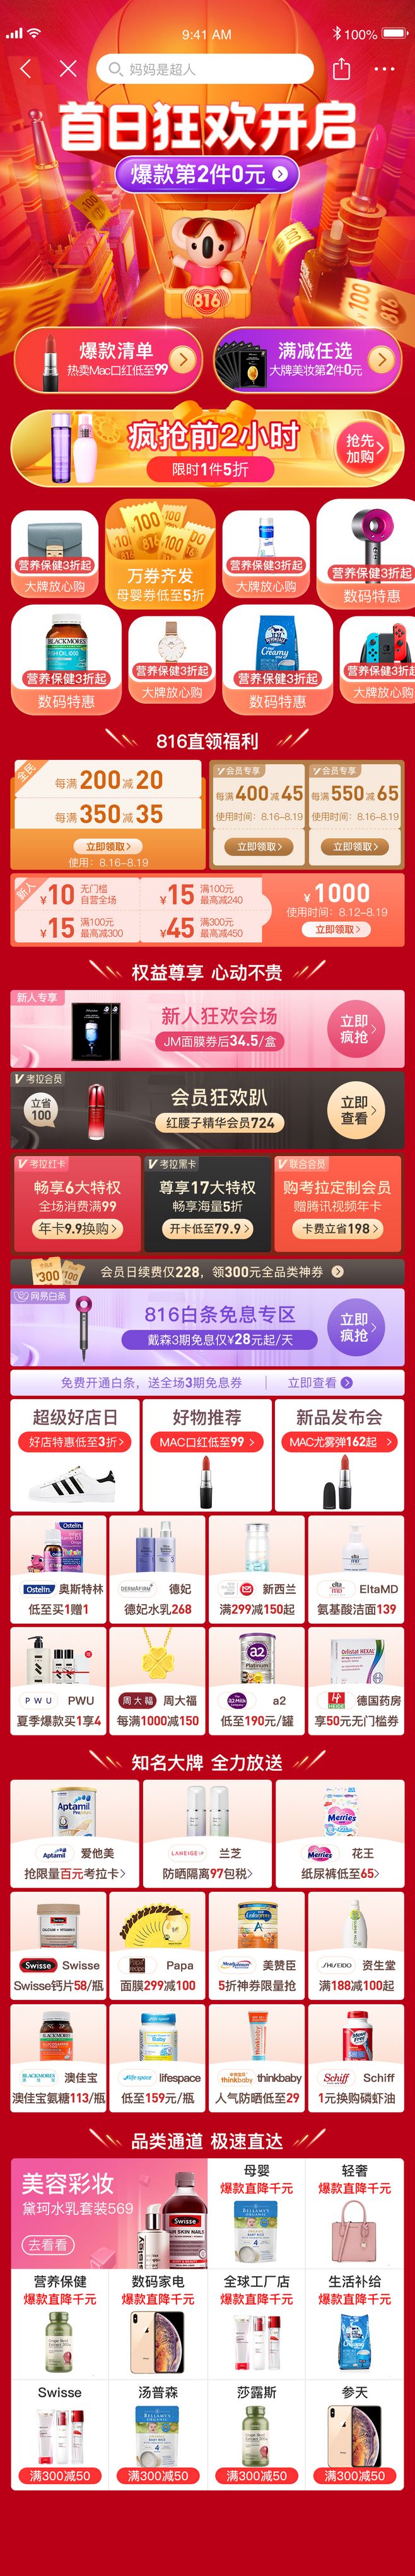 9:41 AM
100%
妈妈是超人
首日狂欢开启
爆款第2件0元
816
爆款清单
热卖Mac口红低至99
满减任选
大牌美妆第2件0元
疯抢前2小时
限时1件5折
抢先
加购
营养保健3折起
大牌放心购
万券齐发
母婴券低至5折
营养保健3折起
大牌放心购
营养保健3折起
数码特惠
营养保健3折起
数码特惠
营养保健3折起
大牌放心购
营养保健3折起
数码特惠
营养保健3折起
大牌放心购
816直领福利
全民
每满200减20
每满350减35
立即领取
使用：8.16–8.19
会员专享
每满400减45
使用时间：8.16–8.19
立即领取
会员专享
每满550减65
使用时间：8.16–8.19
立即领取
新人
¥10 无门槛 自营全场
¥15 满100元 最高减240
¥15 满100元 最高减300
¥45 满300元 最高减450
¥1000
使用时间：8.12–8.19
立即领取
权益尊享 心动不贵
新人专享
新人狂欢会场
JM面膜券后34.5/盒
立即
疯抢
考拉会员
立省
100
会员狂欢趴
红腰子精华会员724
立即
查看
考拉红卡
畅享6大特权
全场消费满99
年卡9.9换购
考拉黑卡
尊享17大特权
畅享海量5折
开卡低至79.9
联合会员
购考拉定制会员
赠腾讯视频年卡
卡费立省198
300
100
会员日续费仅228，领300元全品类神券
网易白条
816白条免息专区
戴森3期免息仅¥28元起/天
立即
疯抢
免费开通白条，送全场3期免息券
立即查看
超级好店日
好店特惠低至3折
好物推荐
MAC口红低至99
新品发布会
MAC尤雾弹162起
Ostelin 奥斯特林
低至买1赠1
DERMAFIRM 德妃
德妃水乳268
新西兰
满299减150起
elta MD EltaMD
氨基酸洁面139
PWU PWU
夏季爆款买1享4
周大福 周大福
每满1000减150
a2 a2
低至190元/罐
德国药房
享50元无门槛券
知名大牌 全力放送
Aptamil 爱他美
抢限量百元考拉卡
LANEIGE 兰芝
防晒隔离97包税
Merries 花王
纸尿裤低至65
Swisse Swisse
Swisse钙片58/瓶
Papa recipe Papa
面膜299减100
MeadJohnson 美赞臣
5折神券限量抢
SHISEIDO 资生堂
满188减100起
BLACKMORES 澳佳宝
澳佳宝氨糖113/瓶
life space lifespace
低至159元/瓶
thinkbaby thinkbaby
人气防晒低至29
Schiff Schiff
1元换购磷虾油
品类通道 极速直达
美容彩妆
黛珂水乳套装569
去看看
母婴
爆款直降千元
轻奢
爆款直降千元
营养保健
爆款直降千元
数码家电
爆款直降千元
全球工厂店
爆款直降千元
生活补给
爆款直降千元
Swisse
满300减50
汤普森
满300减50
莎露斯
满300减50
参天
满300减50